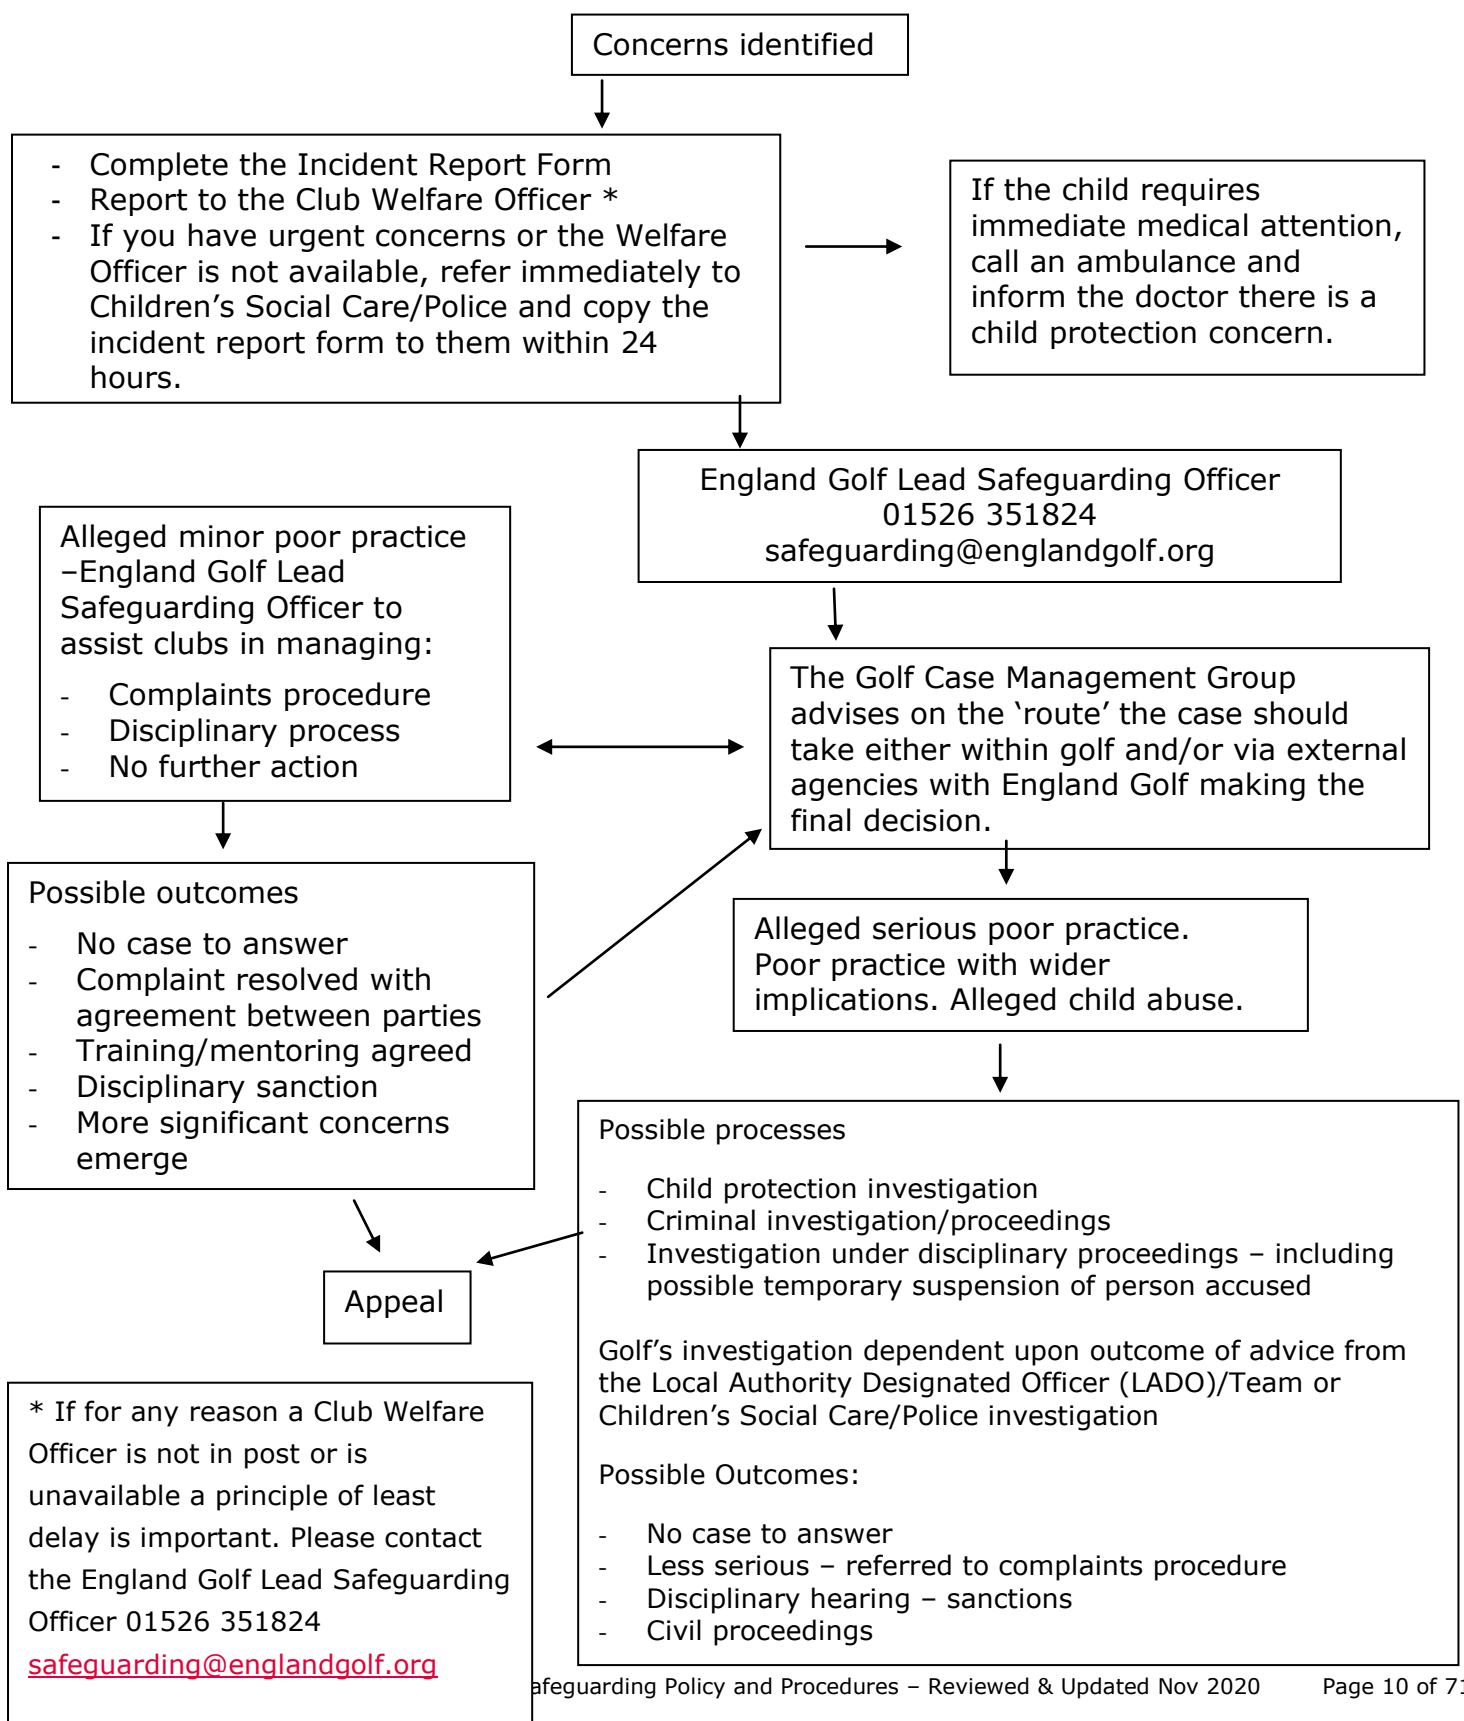 Concerns identified
- Complete the Incident Report Form
- Report to the Club Welfare Officer *
- If you have urgent concerns or the Welfare
Officer is not available, refer immediately to
Children’s Social Care/Police and copy the
incident report form to them within 24
hours.
If the child requires
immediate medical attention,
call an ambulance and
inform the doctor there is a
child protection concern.
England Golf Lead Safeguarding Officer
01526 351824
safeguarding@englandgolf.org
Alleged minor poor practice
–England Golf Lead
Safeguarding Officer to
assist clubs in managing:
- Complaints procedure
- Disciplinary process
- No further action
The Golf Case Management Group
advises on the ‘route’ the case should
take either within golf and/or via external
agencies with England Golf making the
final decision.
Possible outcomes
- No case to answer
- Complaint resolved with
agreement between parties
- Training/mentoring agreed
- Disciplinary sanction
- More significant concerns
emerge
Alleged serious poor practice.
Poor practice with wider
implications. Alleged child abuse.
Possible processes
- Child protection investigation
- Criminal investigation/proceedings
- Investigation under disciplinary proceedings – including
possible temporary suspension of person accused
Golf’s investigation dependent upon outcome of advice from
the Local Authority Designated Officer (LADO)/Team or
Children’s Social Care/Police investigation
Possible Outcomes:
- No case to answer
- Less serious – referred to complaints procedure
- Disciplinary hearing – sanctions
- Civil proceedings
Appeal
* If for any reason a Club Welfare
Officer is not in post or is
unavailable a principle of least
delay is important. Please contact
the England Golf Lead Safeguarding
Officer 01526 351824
safeguarding@englandgolf.org
afeguarding Policy and Procedures – Reviewed & Updated Nov 2020 Page 10 of 71